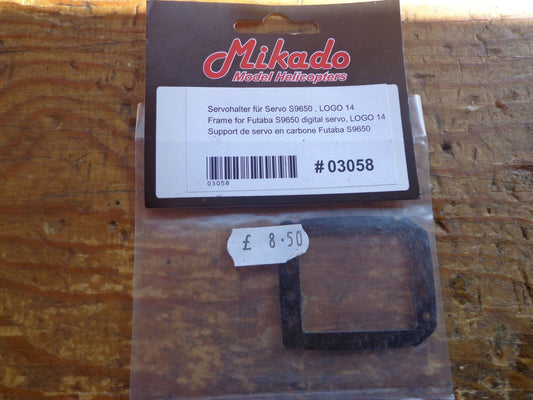 Mikado
Model Helicopters
Servohalter für Servo S9650 , LOGO 14
Frame for Futaba S9650 digital servo, LOGO 14
Support de servo en carbone Futaba S9650
#03058
03058
£ 8.50